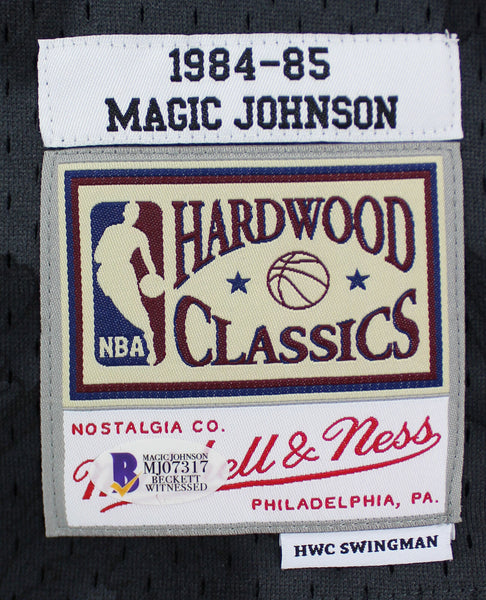 1984-85
MAGIC JOHNSON
HARDWOOD
NBA
CLASSICS
NOSTALGIA CO.
ell & Ness
B MAGIC JOHNSON
MJ07317
BECKETT
WITNESSED
PHILADELPHIA, PA.
HWC SWINGMAN